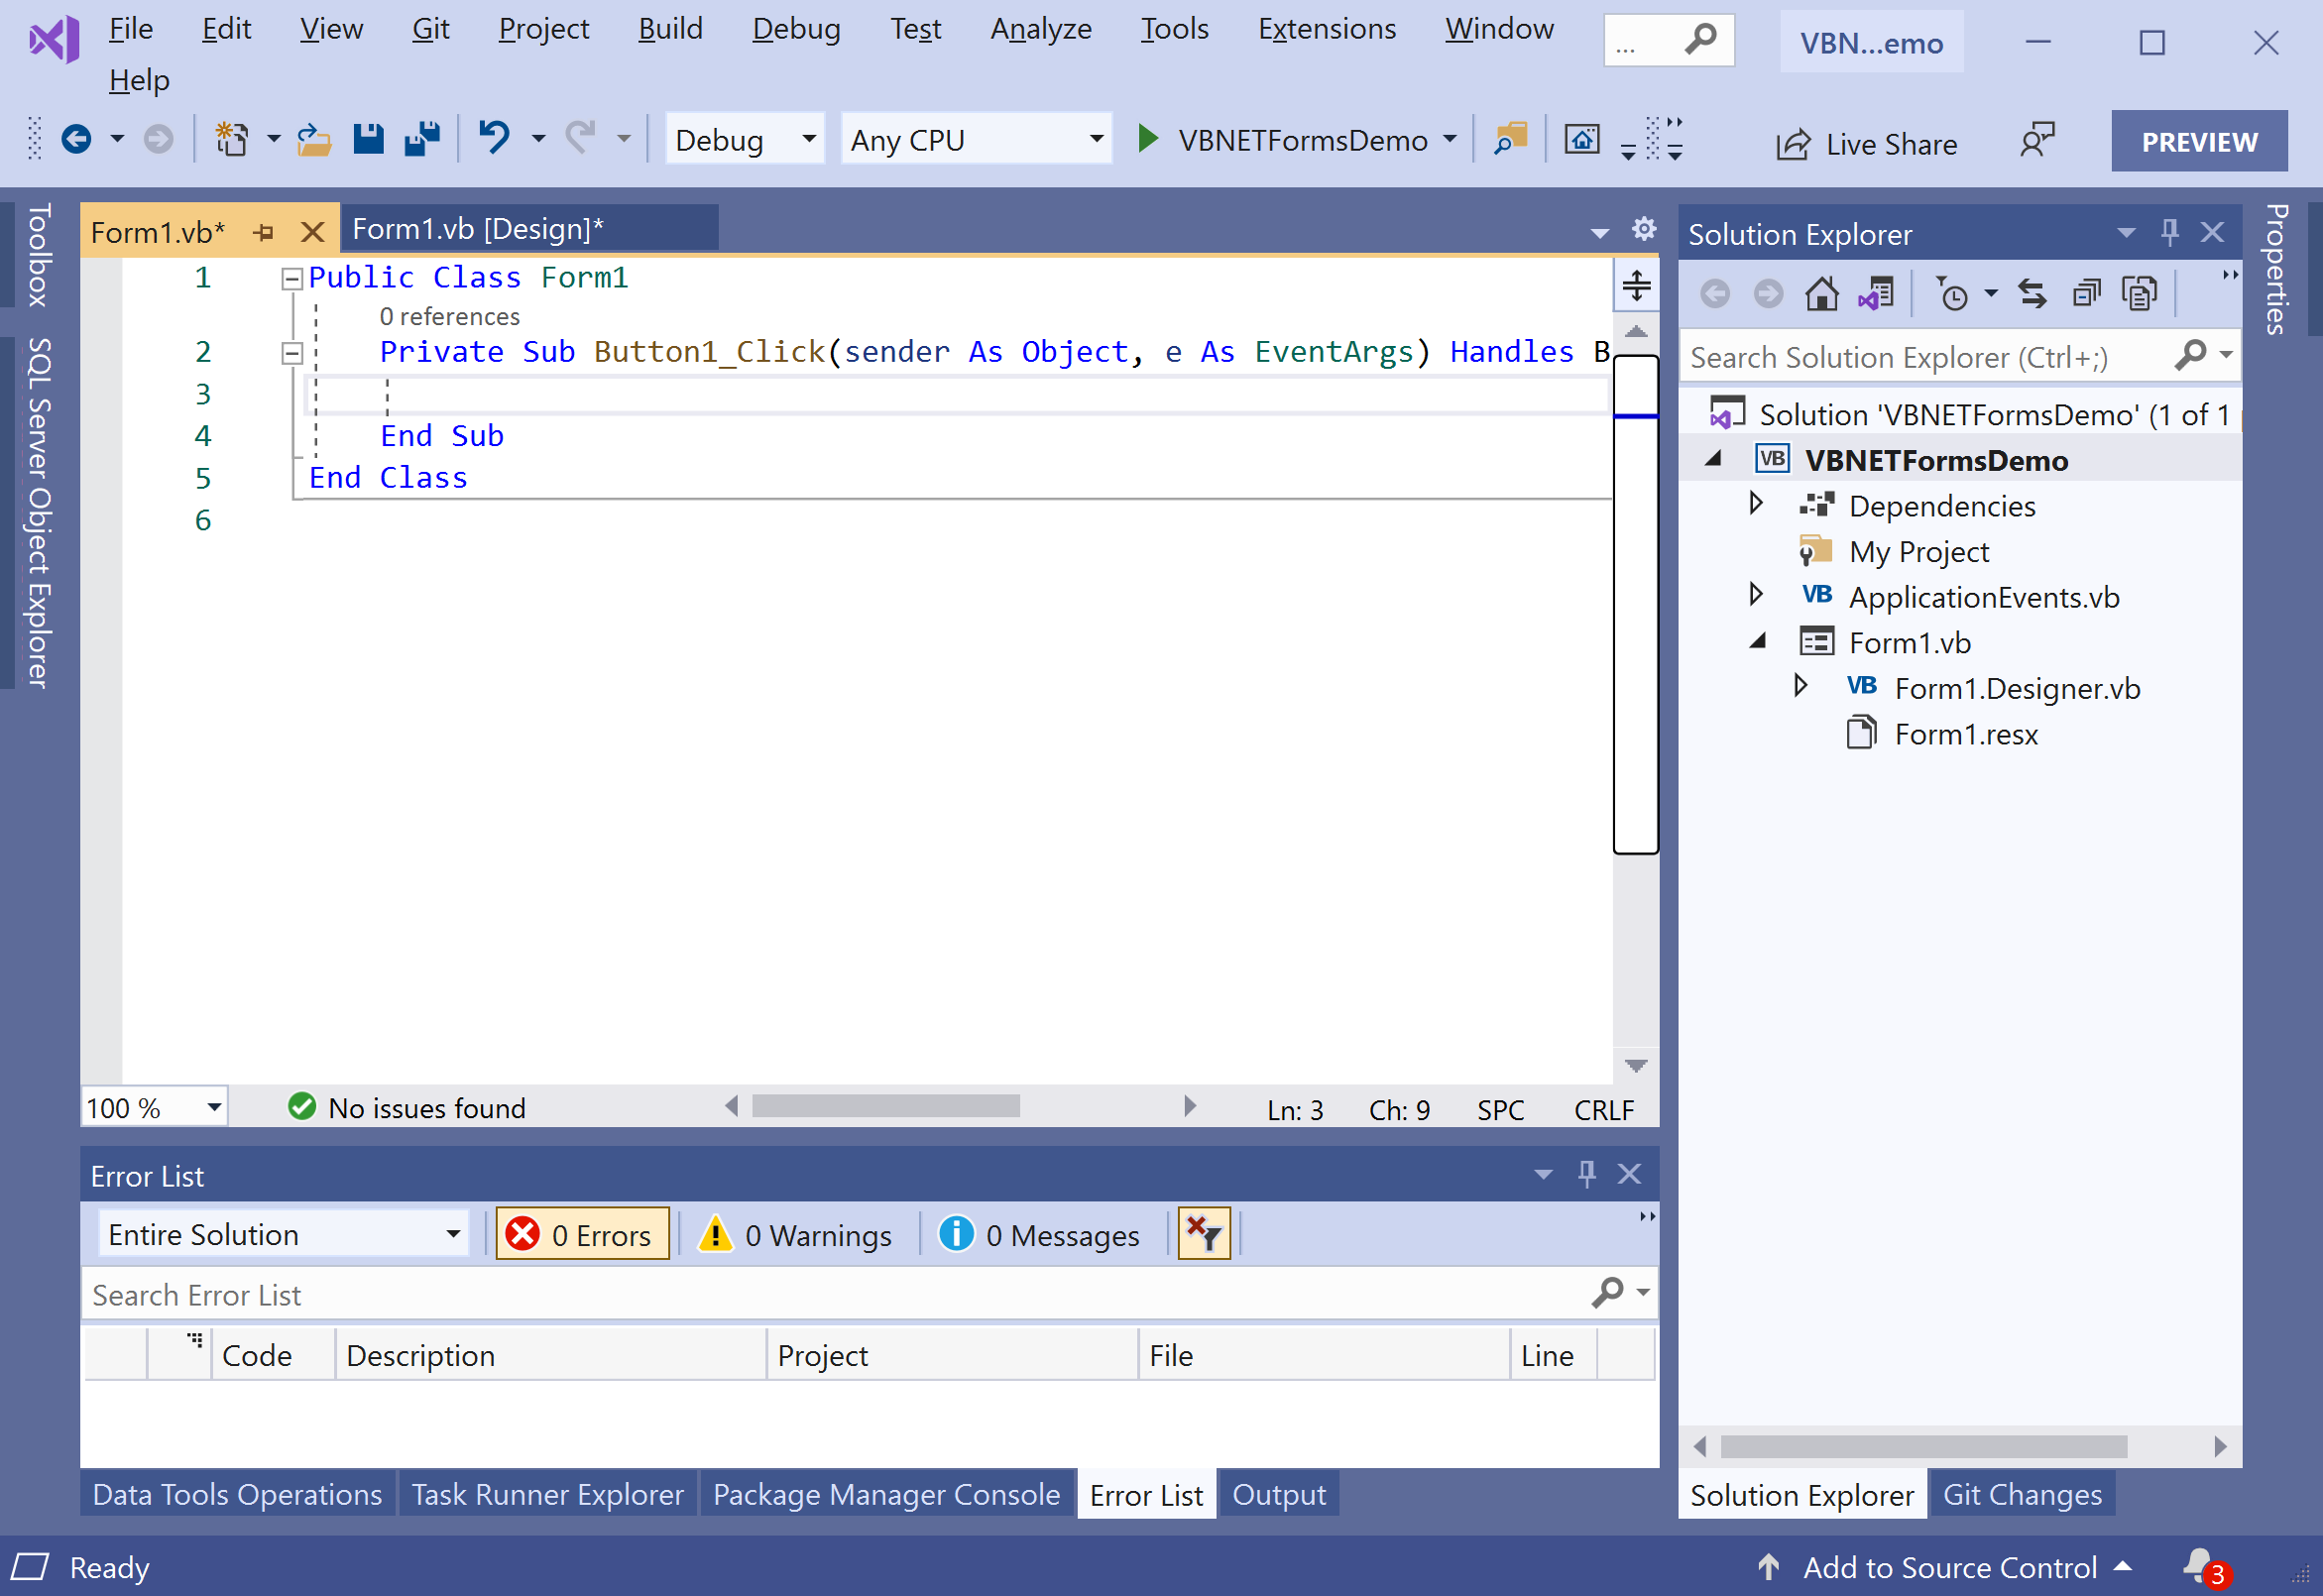 File Edit View Git Project Build Debug Test Analyze Tools Extensions Window ... VBN...emo
Help
Debug Any CPU VBNETFormsDemo Live Share PREVIEW
Toolbox
SQL Server Object Explorer
Form1.vb* Form1.vb [Design]*
1 Public Class Form1
0 references
2 Private Sub Button1_Click(sender As Object, e As EventArgs) Handles B
3
4 End Sub
5 End Class
6
100 % No issues found Ln: 3 Ch: 9 SPC CRLF
Error List
Entire Solution 0 Errors 0 Warnings 0 Messages
Search Error List
Code Description Project File Line
Data Tools Operations Task Runner Explorer Package Manager Console Error List Output
Solution Explorer
Search Solution Explorer (Ctrl+;)
Solution 'VBNETFormsDemo' (1 of 1
VB VBNETFormsDemo
Dependencies
My Project
VB ApplicationEvents.vb
Form1.vb
VB Form1.Designer.vb
Form1.resx
Solution Explorer Git Changes
Properties
Ready Add to Source Control 3